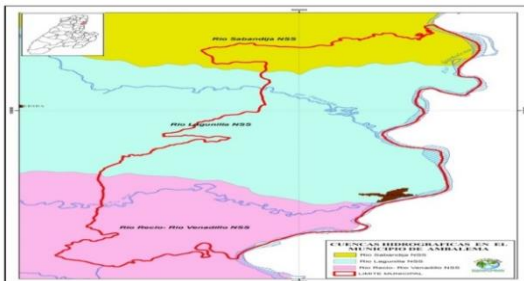 Río Sabandija NSS
Río Lagunilla NSS
Río Recio- Río Venadillo NSS
CUENCAS HIDROGRAFICAS EN EL
MUNICIPIO DE AMBALEMA
Río Sabandija NSS
Río Lagunilla NSS
Río Recio- Río Venadillo NSS
LIMITE MUNICIPAL